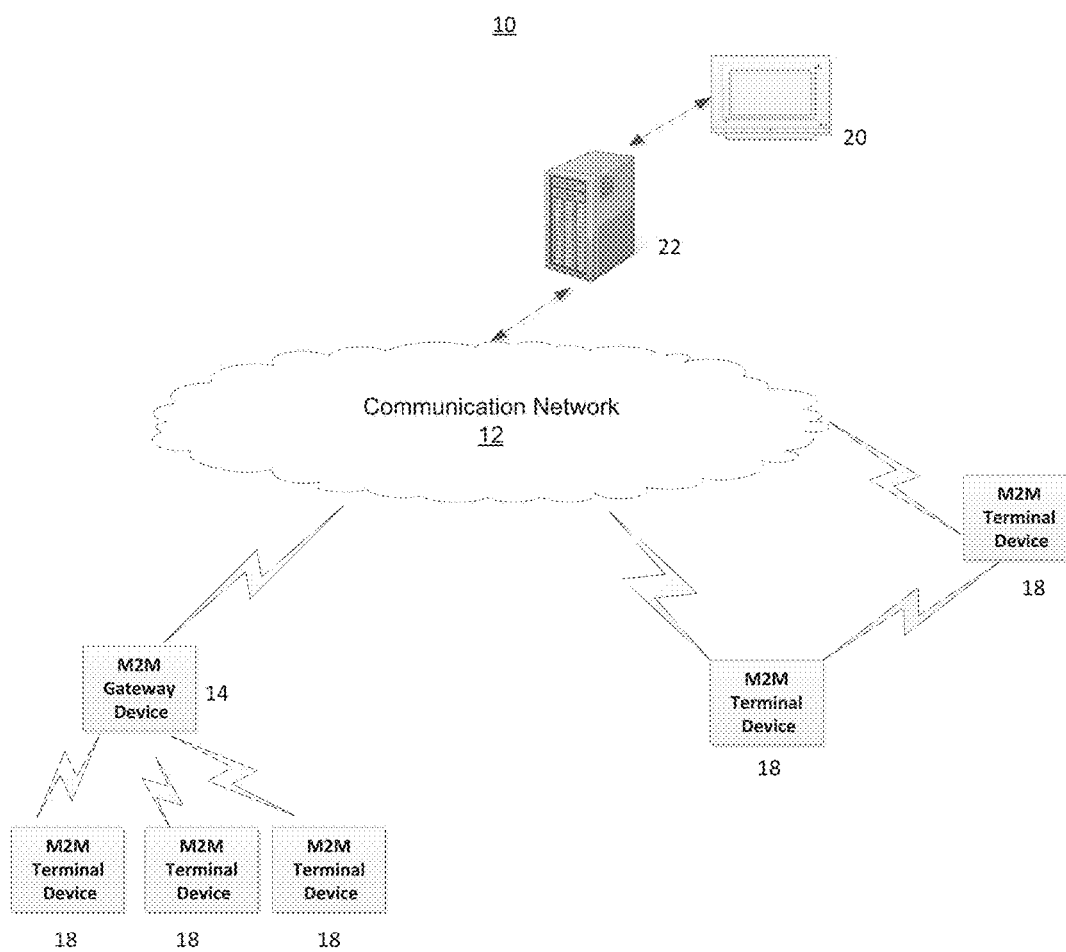 10
20
22
Communication Network
12
M2M
Terminal
Device
18
M2M
Gateway
Device
14
M2M
Terminal
Device
18
M2M
Terminal
Device
18
M2M
Terminal
Device
18
M2M
Terminal
Device
18